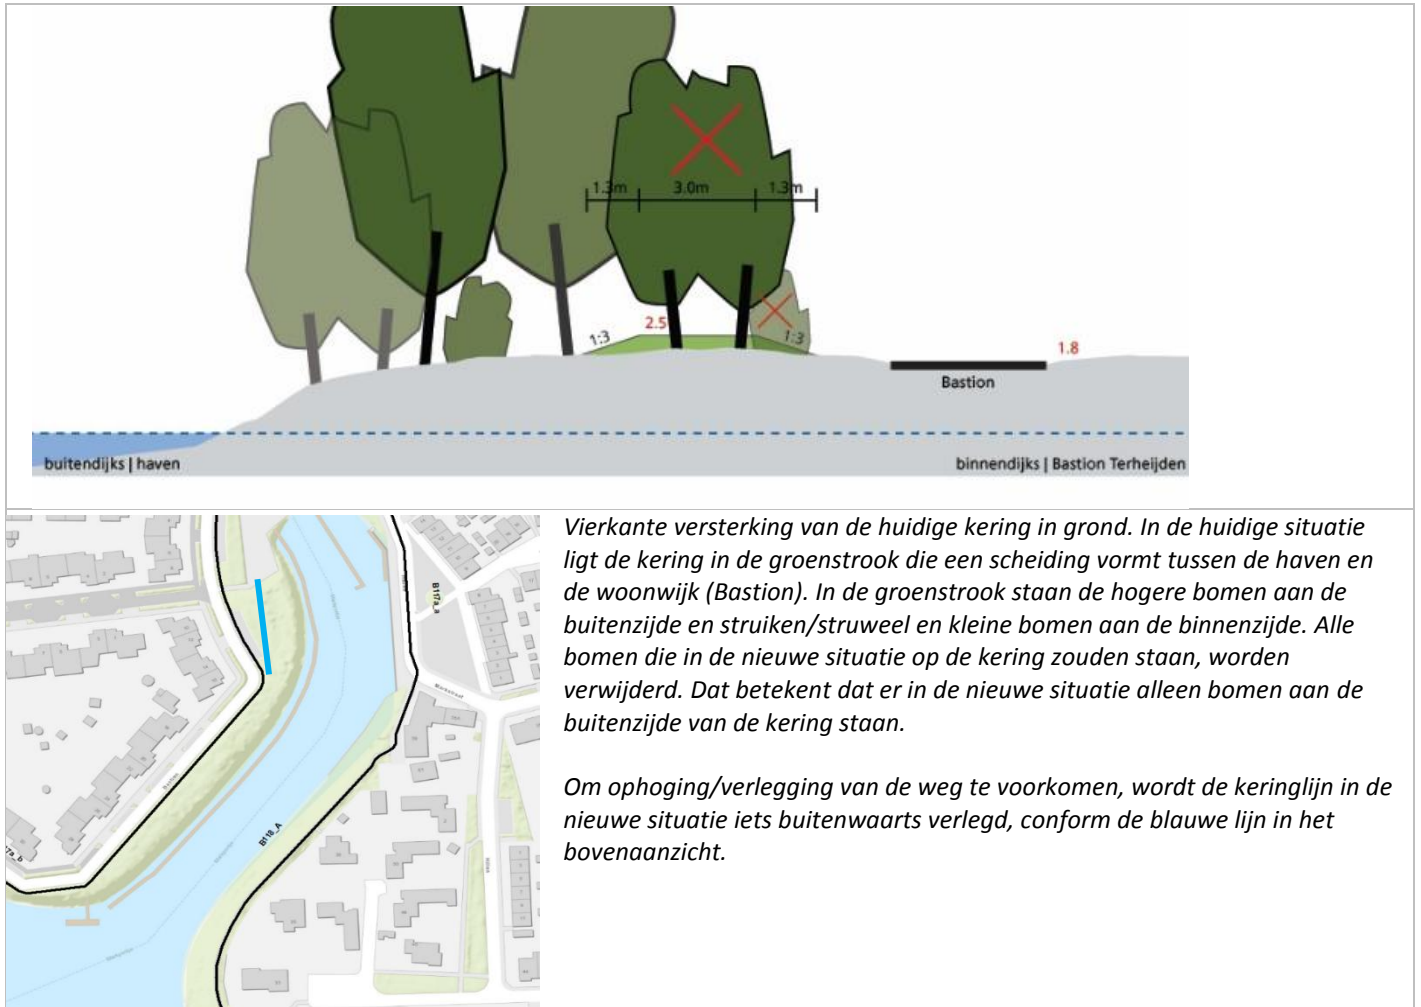 1.3m 3.0m 1.3m
1:3 2.5 1:3
1.8
Bastion
buitendijks | haven binnendijks | Bastion Terheijden
Vierkante versterking van de huidige kering in grond. In de huidige situatie
ligt de kering in de groenstrook die een scheiding vormt tussen de haven en
de woonwijk (Bastion). In de groenstrook staan de hogere bomen aan de
buitenzijde en struiken/struweel en kleine bomen aan de binnenzijde. Alle
bomen die in de nieuwe situatie op de kering zouden staan, worden
verwijderd. Dat betekent dat er in de nieuwe situatie alleen bomen aan de
buitenzijde van de kering staan.
Om ophoging/verlegging van de weg te voorkomen, wordt de keringlijn in de
nieuwe situatie iets buitenwaarts verlegd, conform de blauwe lijn in het
bovenaanzicht.
B117a_a
Markstraat
Bastion
B118_A
7a_b